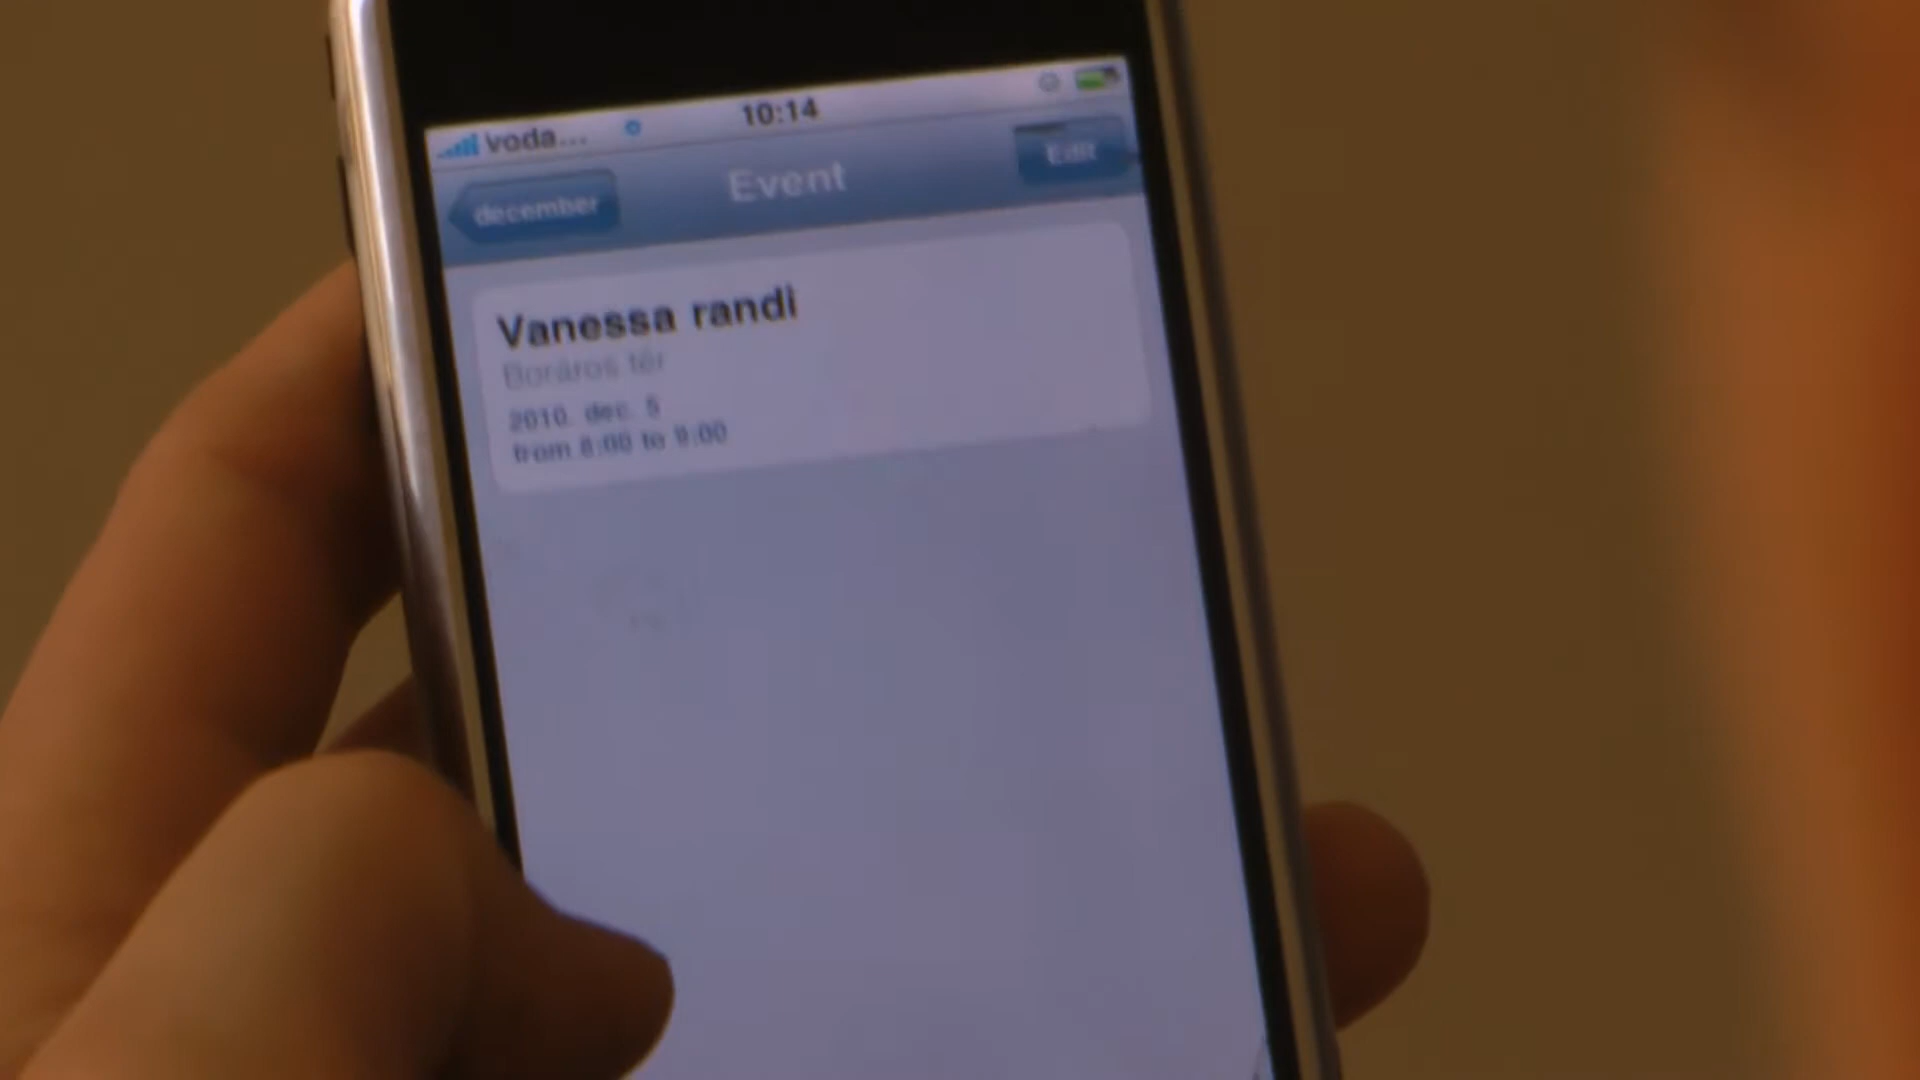 voda... 10:14
december Event Edit
Vanessa randi
Boráros tér
2010. dec. 5
from 8:00 to 9:00